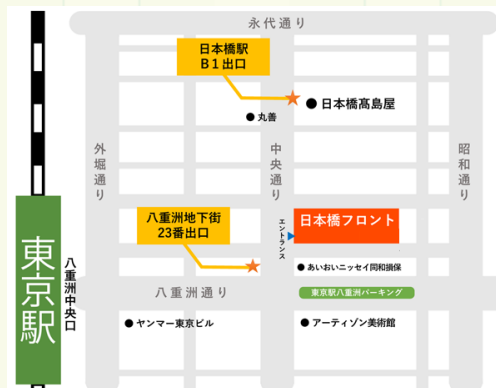 永代通り
日本橋駅
B1出口
日本橋髙島屋
丸善
外堀通り
中央通り
昭和通り
八重洲地下街
23番出口
エントランス
日本橋フロント
東京駅
八重洲中央口
あいおいニッセイ同和損保
八重洲通り
東京駅八重洲パーキング
ヤンマー東京ビル
アーティゾン美術館